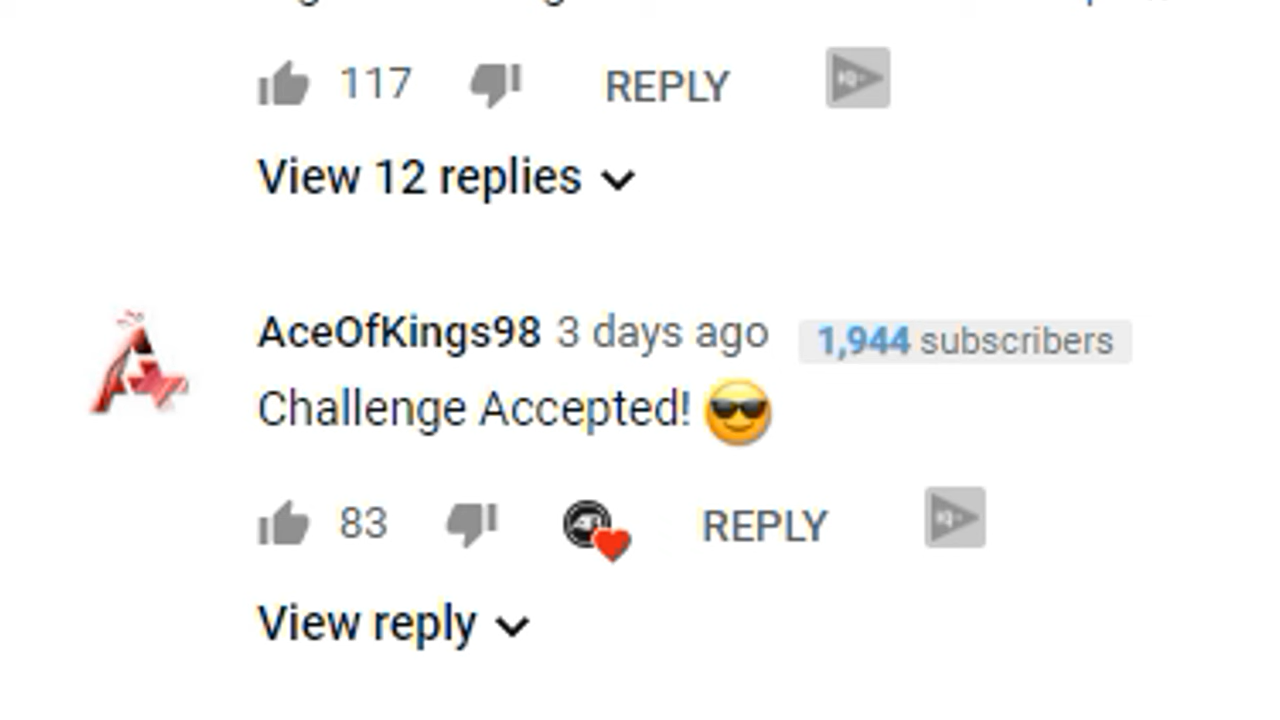 117 REPLY
View 12 replies
AceOfKings98 3 days ago 1,944 subscribers
Challenge Accepted! 😎
83 REPLY
View reply